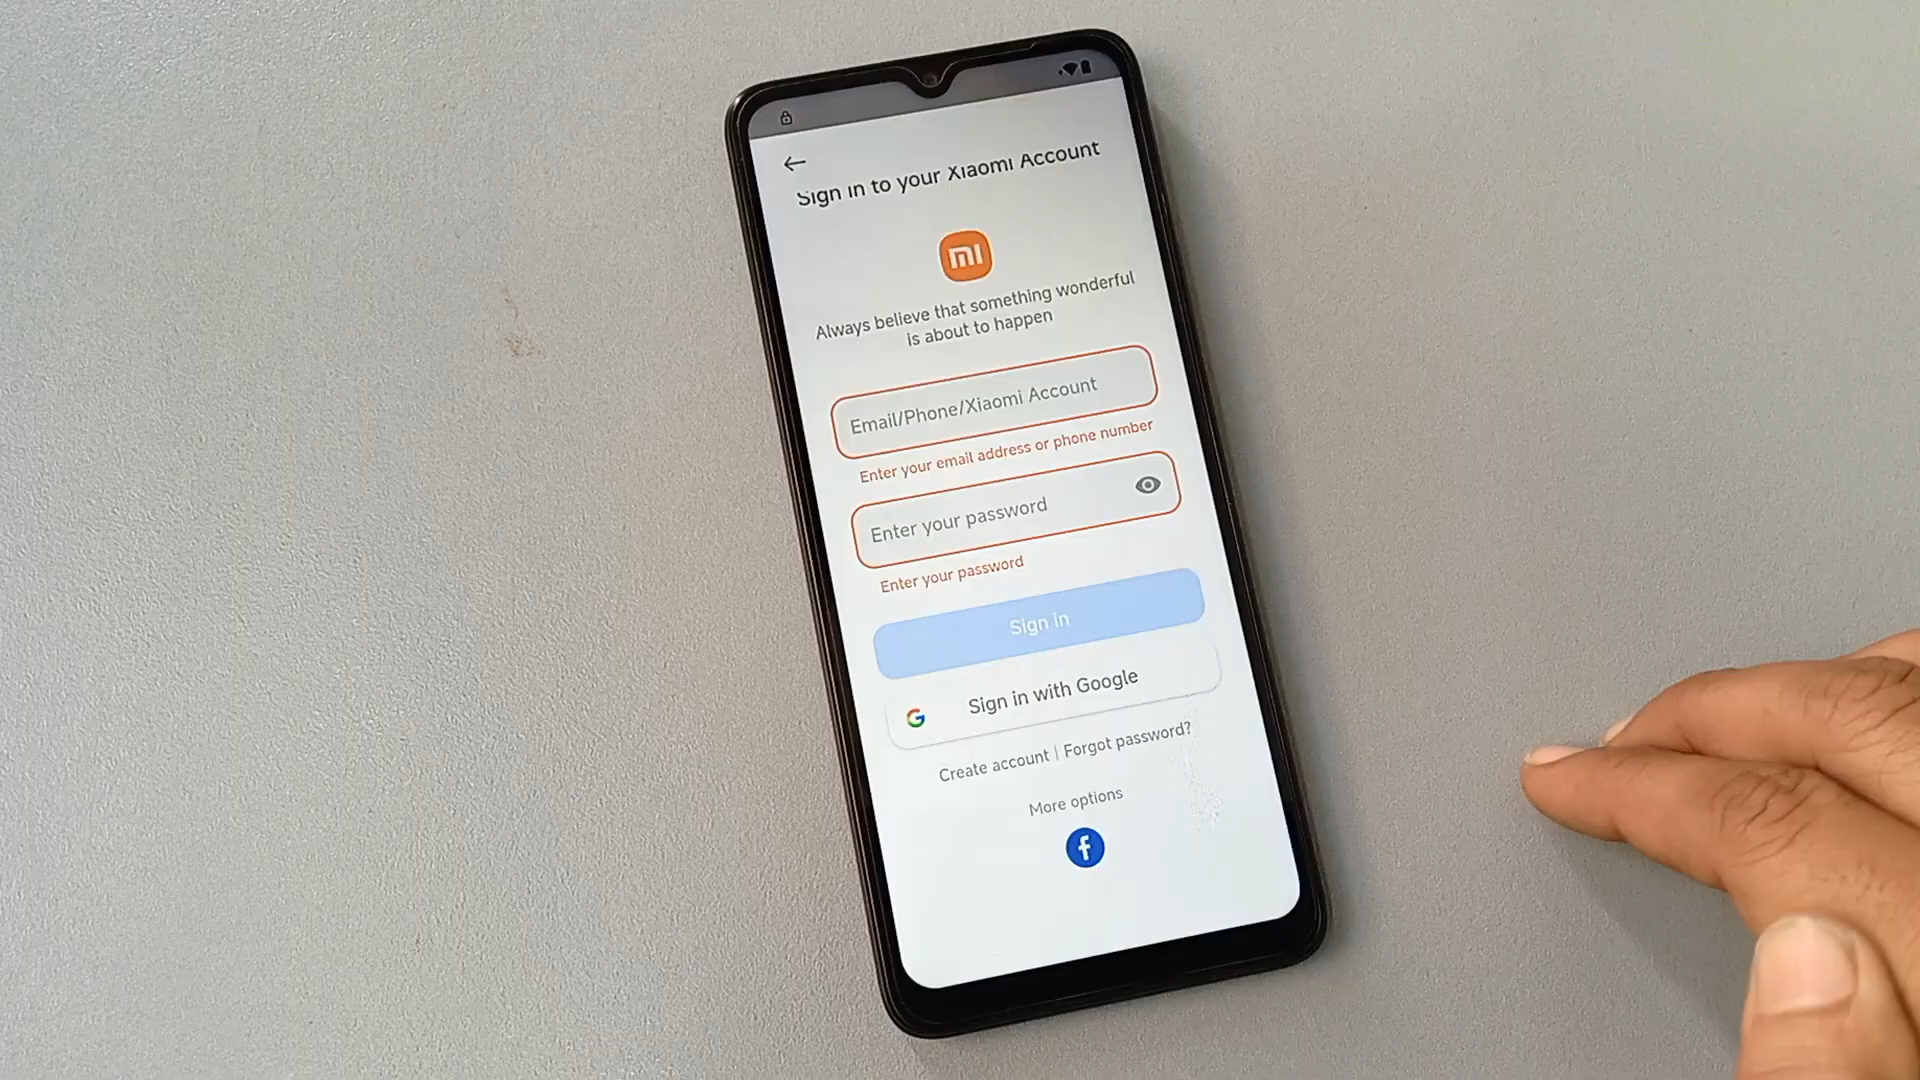 Sign in to your Xiaomi Account
mi
Always believe that something wonderful
is about to happen
Email/Phone/Xiaomi Account
Enter your email address or phone number
Enter your password
Enter your password
Sign in
G Sign in with Google
Create account | Forgot password?
More options
f